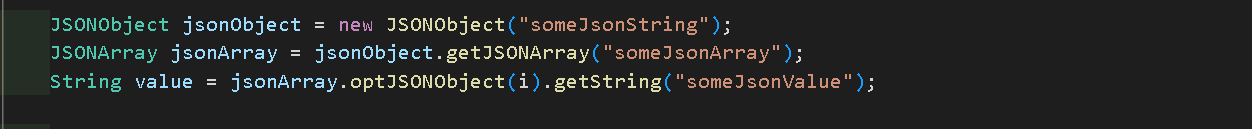 JSONObject jsonObject = new JSONObject("someJsonString");
JSONArray jsonArray = jsonObject.getJSONArray("someJsonArray");
String value = jsonArray.optJSONObject(i).getString("someJsonValue");